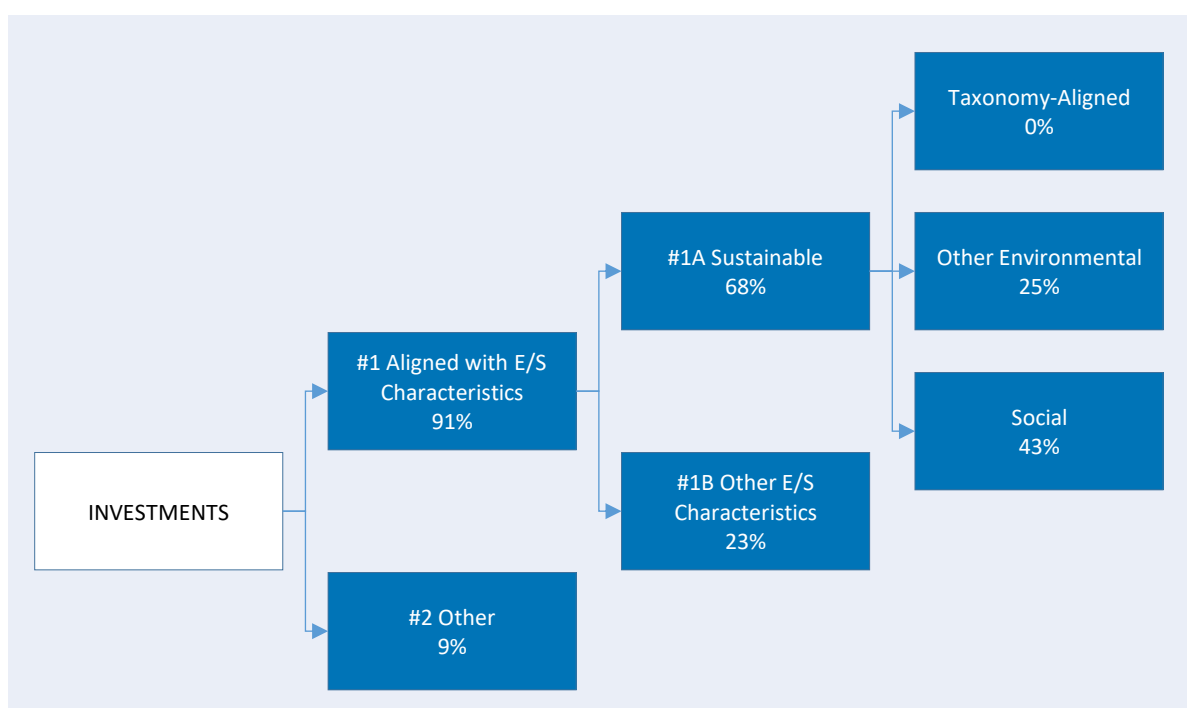 INVESTMENTS
#1 Aligned with E/S
Characteristics
91%
#2 Other
9%
#1A Sustainable
68%
#1B Other E/S
Characteristics
23%
Taxonomy-Aligned
0%
Other Environmental
25%
Social
43%